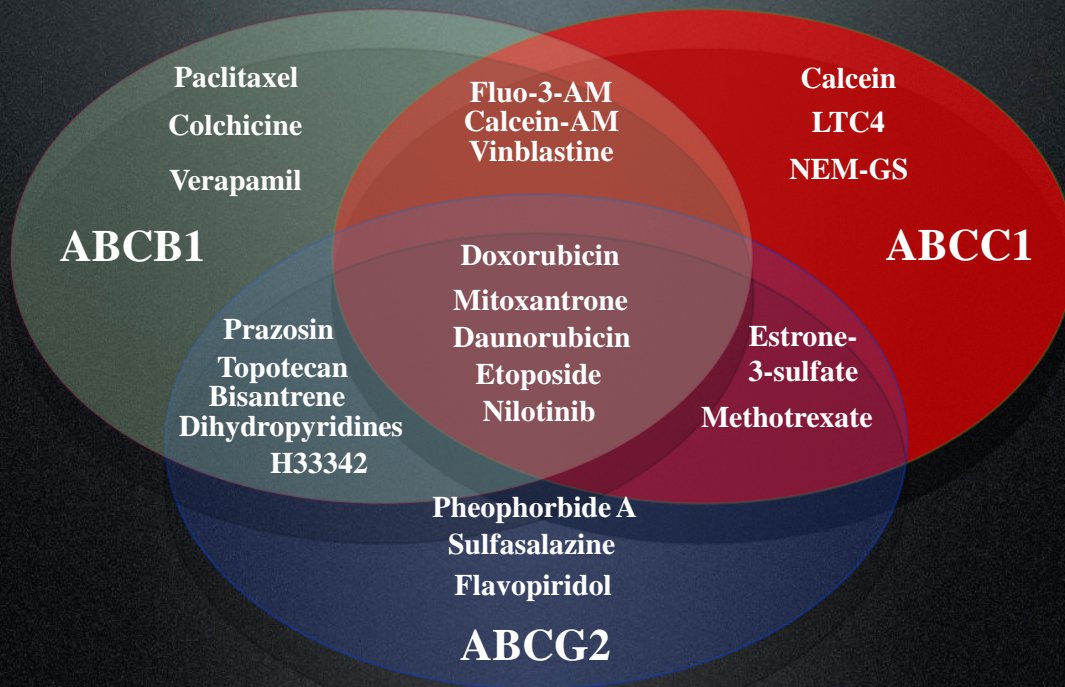 Paclitaxel
Colchicine
Verapamil
ABCB1
Fluo-3-AM
Calcein-AM
Vinblastine
Calcein
LTC4
NEM-GS
ABCC1
Doxorubicin
Mitoxantrone
Daunorubicin
Etoposide
Nilotinib
Prazosin
Topotecan
Bisantrene
Dihydropyridines
H33342
Estrone-
3-sulfate
Methotrexate
Pheophorbide A
Sulfasalazine
Flavopiridol
ABCG2